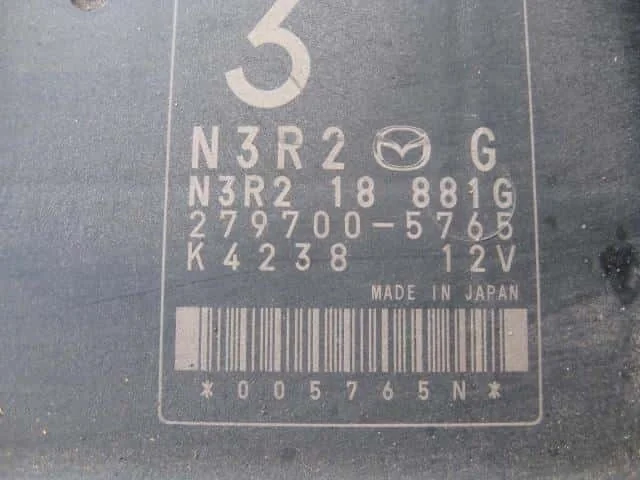 3
N3R2 G
N3R2 18 881G
279700-5765
K4238 12V
MADE IN JAPAN
*005765N*